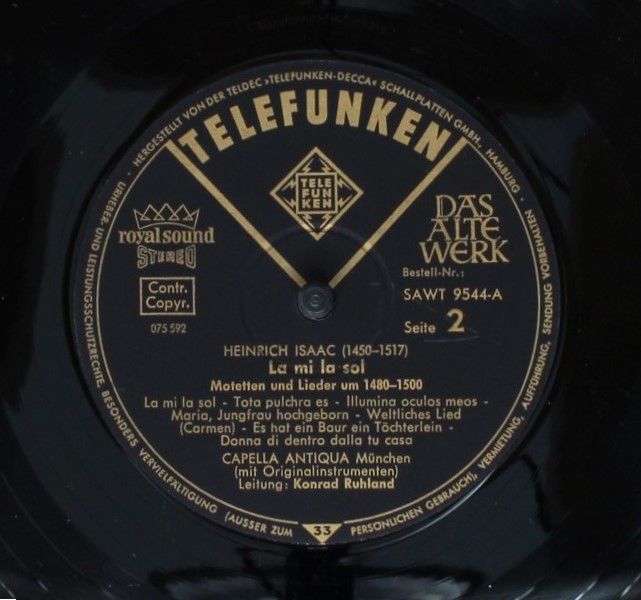 HERGESTELLT VON DER TELDEC »TELEFUNKEN-DECCA« SCHALLPLATTEN GMBH., HAMBURG · URHEBER- UND LEISTUNGSSCHUTZRECHTE, BESONDERS VERVIELFÄLTIGUNG (AUSSER ZUM PERSÖNLICHEN GEBRAUCH), VERMIETUNG, AUFFÜHRUNG, SENDUNG VORBEHALTEN ·
TELEFUNKEN
TELE
FUN
KEN
royal sound
STEREO
DAS
ALTE
WERK
Contr.
Copyr.
075 592
Bestell-Nr.:
SAWT 9544-A
Seite 2
HEINRICH ISAAC (1450–1517)
La mi la sol
Motetten und Lieder um 1480–1500
La mi la sol - Tota pulchra es - Illumina oculos meos -
Maria, Jungfrau hochgeborn - Weltliches Lied
(Carmen) - Es hat ein Baur ein Töchterlein -
Donna di dentro dalla tu casa
CAPELLA ANTIQUA München
(mit Originalinstrumenten)
Leitung: Konrad Ruhland
33